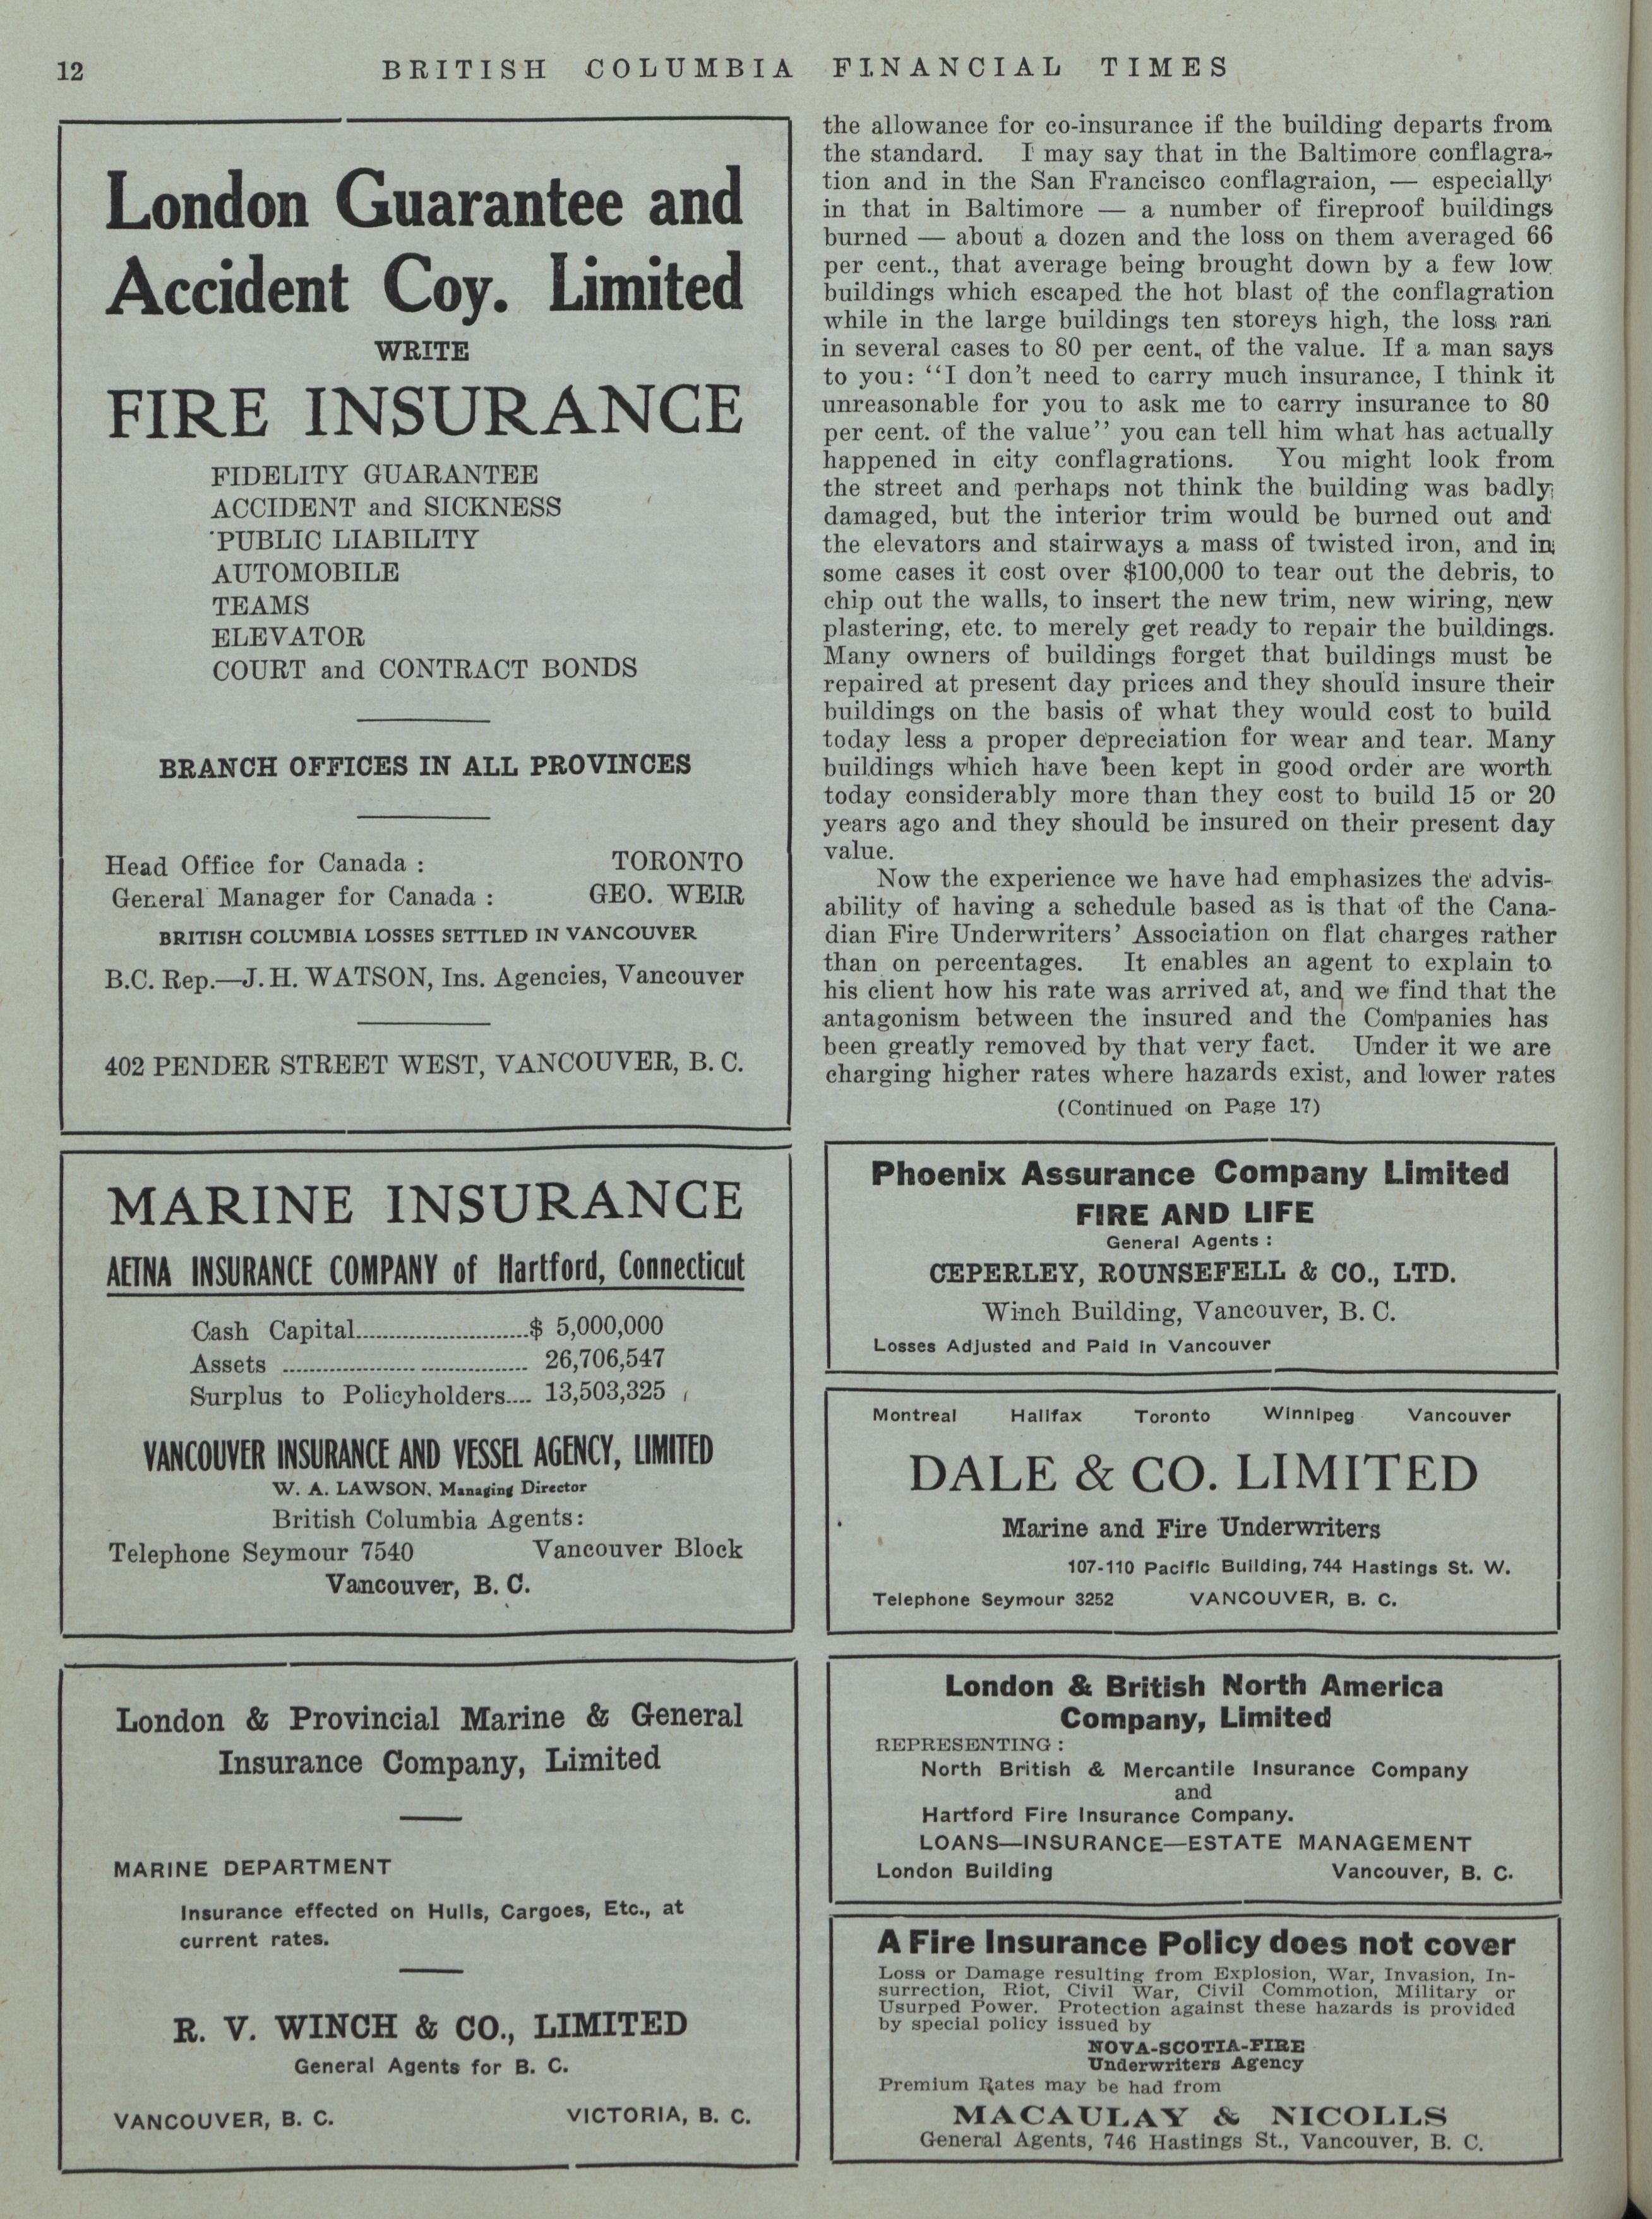 12
BRITISH COLUMBIA FINANCIAL TIMES
London Guarantee and
Accident Coy. Limited
WRITE
FIRE INSURANCE
FIDELITY GUARANTEE
ACCIDENT and SICKNESS
PUBLIC LIABILITY
AUTOMOBILE
TEAMS
ELEVATOR
COURT and CONTRACT BONDS
BRANCH OFFICES IN ALL PROVINCES
Head Office for Canada : TORONTO
General Manager for Canada : GEO. WEIR
BRITISH COLUMBIA LOSSES SETTLED IN VANCOUVER
B.C. Rep.—J. H. WATSON, Ins. Agencies, Vancouver
402 PENDER STREET WEST, VANCOUVER, B. C.
MARINE INSURANCE
AETNA INSURANCE COMPANY of Hartford, Connecticut
Cash Capital..........................$ 5,000,000
Assets .................... ................ 26,706,547
Surplus to Policyholders.... 13,503,325
VANCOUVER INSURANCE AND VESSEL AGENCY, LIMITED
W. A. LAWSON, Managing Director
British Columbia Agents:
Telephone Seymour 7540 Vancouver Block
Vancouver, B. C.
London & Provincial Marine & General
Insurance Company, Limited
MARINE DEPARTMENT
Insurance effected on Hulls, Cargoes, Etc., at
current rates.
R. V. WINCH & CO., LIMITED
General Agents for B. C.
VANCOUVER, B. C. VICTORIA, B. C.
the allowance for co-insurance if the building departs from
the standard. I may say that in the Baltimore conflagra-
tion and in the San Francisco conflagraion, — especially
in that in Baltimore — a number of fireproof buildings
burned — about a dozen and the loss on them averaged 66
per cent., that average being brought down by a few low
buildings which escaped the hot blast of the conflagration
while in the large buildings ten storeys high, the loss ran
in several cases to 80 per cent. of the value. If a man says
to you: "I don't need to carry much insurance, I think it
unreasonable for you to ask me to carry insurance to 80
per cent. of the value" you can tell him what has actually
happened in city conflagrations. You might look from
the street and perhaps not think the building was badly
damaged, but the interior trim would be burned out and
the elevators and stairways a mass of twisted iron, and in
some cases it cost over $100,000 to tear out the debris, to
chip out the walls, to insert the new trim, new wiring, new
plastering, etc. to merely get ready to repair the buildings.
Many owners of buildings forget that buildings must be
repaired at present day prices and they should insure their
buildings on the basis of what they would cost to build
today less a proper depreciation for wear and tear. Many
buildings which have been kept in good order are worth
today considerably more than they cost to build 15 or 20
years ago and they should be insured on their present day
value.
Now the experience we have had emphasizes the advis-
ability of having a schedule based as is that of the Cana-
dian Fire Underwriters' Association on flat charges rather
than on percentages. It enables an agent to explain to
his client how his rate was arrived at, and we find that the
antagonism between the insured and the Companies has
been greatly removed by that very fact. Under it we are
charging higher rates where hazards exist, and lower rates
(Continued on Page 17)
Phoenix Assurance Company Limited
FIRE AND LIFE
General Agents :
CEPERLEY, ROUNSEFELL & CO., LTD.
Winch Building, Vancouver, B. C.
Losses Adjusted and Paid in Vancouver
Montreal Halifax Toronto Winnipeg Vancouver
DALE & CO. LIMITED
Marine and Fire Underwriters
107-110 Pacific Building, 744 Hastings St. W.
Telephone Seymour 3252 VANCOUVER, B. C.
London & British North America
Company, Limited
REPRESENTING :
North British & Mercantile Insurance Company
and
Hartford Fire Insurance Company.
LOANS—INSURANCE—ESTATE MANAGEMENT
London Building Vancouver, B. C.
A Fire Insurance Policy does not cover
Loss or Damage resulting from Explosion, War, Invasion, In-
surrection, Riot, Civil War, Civil Commotion, Military or
Usurped Power. Protection against these hazards is provided
by special policy issued by
NOVA-SCOTIA-FIRE
Underwriters Agency
Premium Rates may be had from
MACAULAY & NICOLLS
General Agents, 746 Hastings St., Vancouver, B. C.